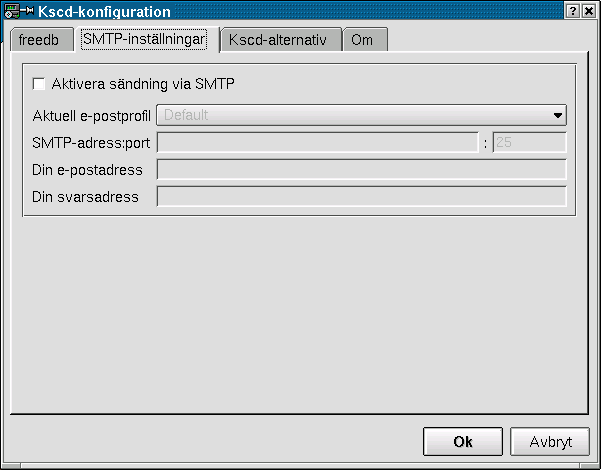 Kscd-konfiguration
freedb SMTP-inställningar Kscd-alternativ Om
Aktivera sändning via SMTP
Aktuell e-postprofil Default
SMTP-adress:port : 25
Din e-postadress
Din svarsadress
Ok Avbryt